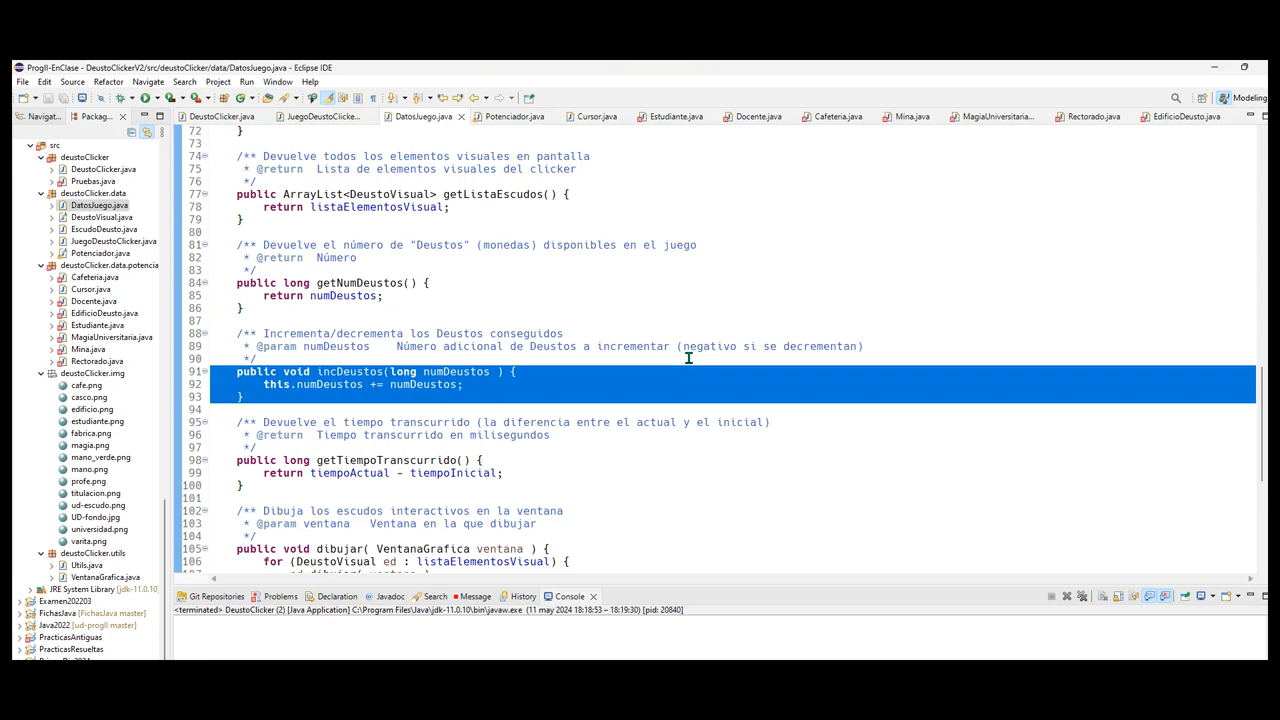 ProgII-EnClase - DeustoClickerV2/src/deustoClicker/data/DatosJuego.java - Eclipse IDE
File Edit Source Refactor Navigate Search Project Run Window Help
Modeling
Navigat... Packag...
DeustoClicker.java JuegoDeustoClicke... DatosJuego.java Potenciador.java Cursor.java Estudiante.java Docente.java Cafeteria.java Mina.java MagiaUniversitaria... Rectorado.java EdificioDeusto.java
src
deustoClicker
DeustoClicker.java
Pruebas.java
deustoClicker.data
DatosJuego.java
DeustoVisual.java
EscudoDeusto.java
JuegoDeustoClicker.java
Potenciador.java
deustoClicker.data.potencia
Cafeteria.java
Cursor.java
Docente.java
EdificioDeusto.java
Estudiante.java
MagiaUniversitaria.java
Mina.java
Rectorado.java
deustoClicker.img
cafe.png
casco.png
edificio.png
estudiante.png
fabrica.png
magia.png
mano_verde.png
mano.png
profe.png
titulacion.png
ud-escudo.png
UD-fondo.jpg
universidad.png
varita.png
deustoClicker.utils
Utils.java
VentanaGrafica.java
JRE System Library [jdk-11.0.10]
Examen202203
FichasJava [FichasJava master]
Java2022 [ud-progII master]
PracticasAntiguas
PracticasResueltas
72 }
73
74 /** Devuelve todos los elementos visuales en pantalla
75 * @return Lista de elementos visuales del clicker
76 */
77 public ArrayList<DeustoVisual> getListaEscudos() {
78 return listaElementosVisual;
79 }
80
81 /** Devuelve el número de "Deustos" (monedas) disponibles en el juego
82 * @return Número
83 */
84 public long getNumDeustos() {
85 return numDeustos;
86 }
87
88 /** Incrementa/decrementa los Deustos conseguidos
89 * @param numDeustos Número adicional de Deustos a incrementar (negativo si se decrementan)
90 */
91 public void incDeustos(long numDeustos ) {
92 this.numDeustos += numDeustos;
93 }
94
95 /** Devuelve el tiempo transcurrido (la diferencia entre el actual y el inicial)
96 * @return Tiempo transcurrido en milisegundos
97 */
98 public long getTiempoTranscurrido() {
99 return tiempoActual - tiempoInicial;
100 }
101
102 /** Dibuja los escudos interactivos en la ventana
103 * @param ventana Ventana en la que dibujar
104 */
105 public void dibujar( VentanaGrafica ventana ) {
106 for (DeustoVisual ed : listaElementosVisual) {
Git Repositories Problems Declaration Javadoc Search Message History Console
<terminated> DeustoClicker (2) [Java Application] C:\Program Files\Java\jdk-11.0.10\bin\javaw.exe (11 may 2024 18:18:53 – 18:19:30) [pid: 20840]